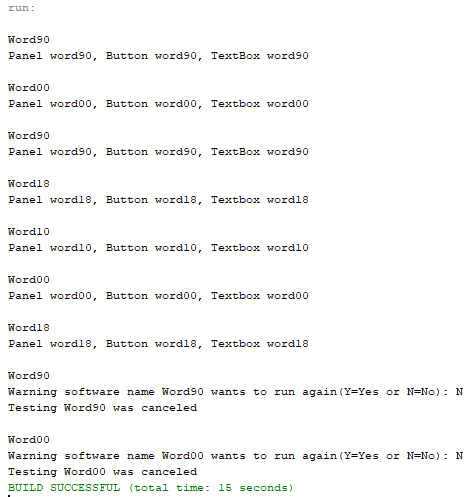 run:
Word90
Panel word90, Button word90, TextBox word90
Word00
Panel word00, Button word00, Textbox word00
Word90
Panel word90, Button word90, TextBox word90
Word18
Panel word18, Button word18, Textbox word18
Word10
Panel word10, Button word10, Textbox word10
Word00
Panel word00, Button word00, Textbox word00
Word18
Panel word18, Button word18, Textbox word18
Word90
Warning software name Word90 wants to run again(Y=Yes or N=No): N
Testing Word90 was canceled
Word00
Warning software name Word00 wants to run again(Y=Yes or N=No): N
Testing Word00 was canceled
BUILD SUCCESSFUL (total time: 15 seconds)